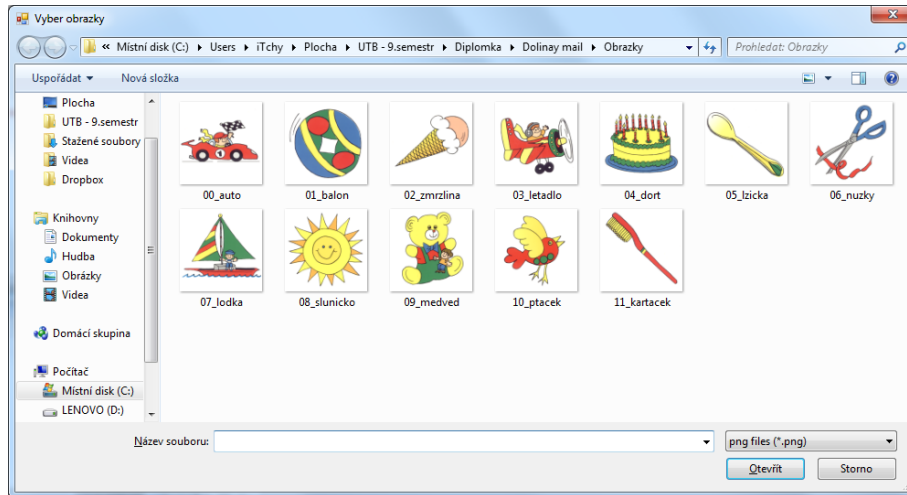 Vyber obrazky
« Místní disk (C:) ▸ Users ▸ iTchy ▸ Plocha ▸ UTB - 9.semestr ▸ Diplomka ▸ Dolinay mail ▸ Obrazky
Prohledat: Obrazky
Uspořádat Nová složka
Plocha
UTB - 9.semestr
Stažené soubory
Videa
Dropbox
Knihovny
Dokumenty
Hudba
Obrázky
Videa
Domácí skupina
Počítač
Místní disk (C:)
LENOVO (D:)
1
00_auto 01_balon 02_zmrzlina 03_letadlo 04_dort 05_lzicka 06_nuzky
07_lodka 08_slunicko 09_medved 10_ptacek 11_kartacek
Název souboru:
png files (*.png)
Otevřít Storno